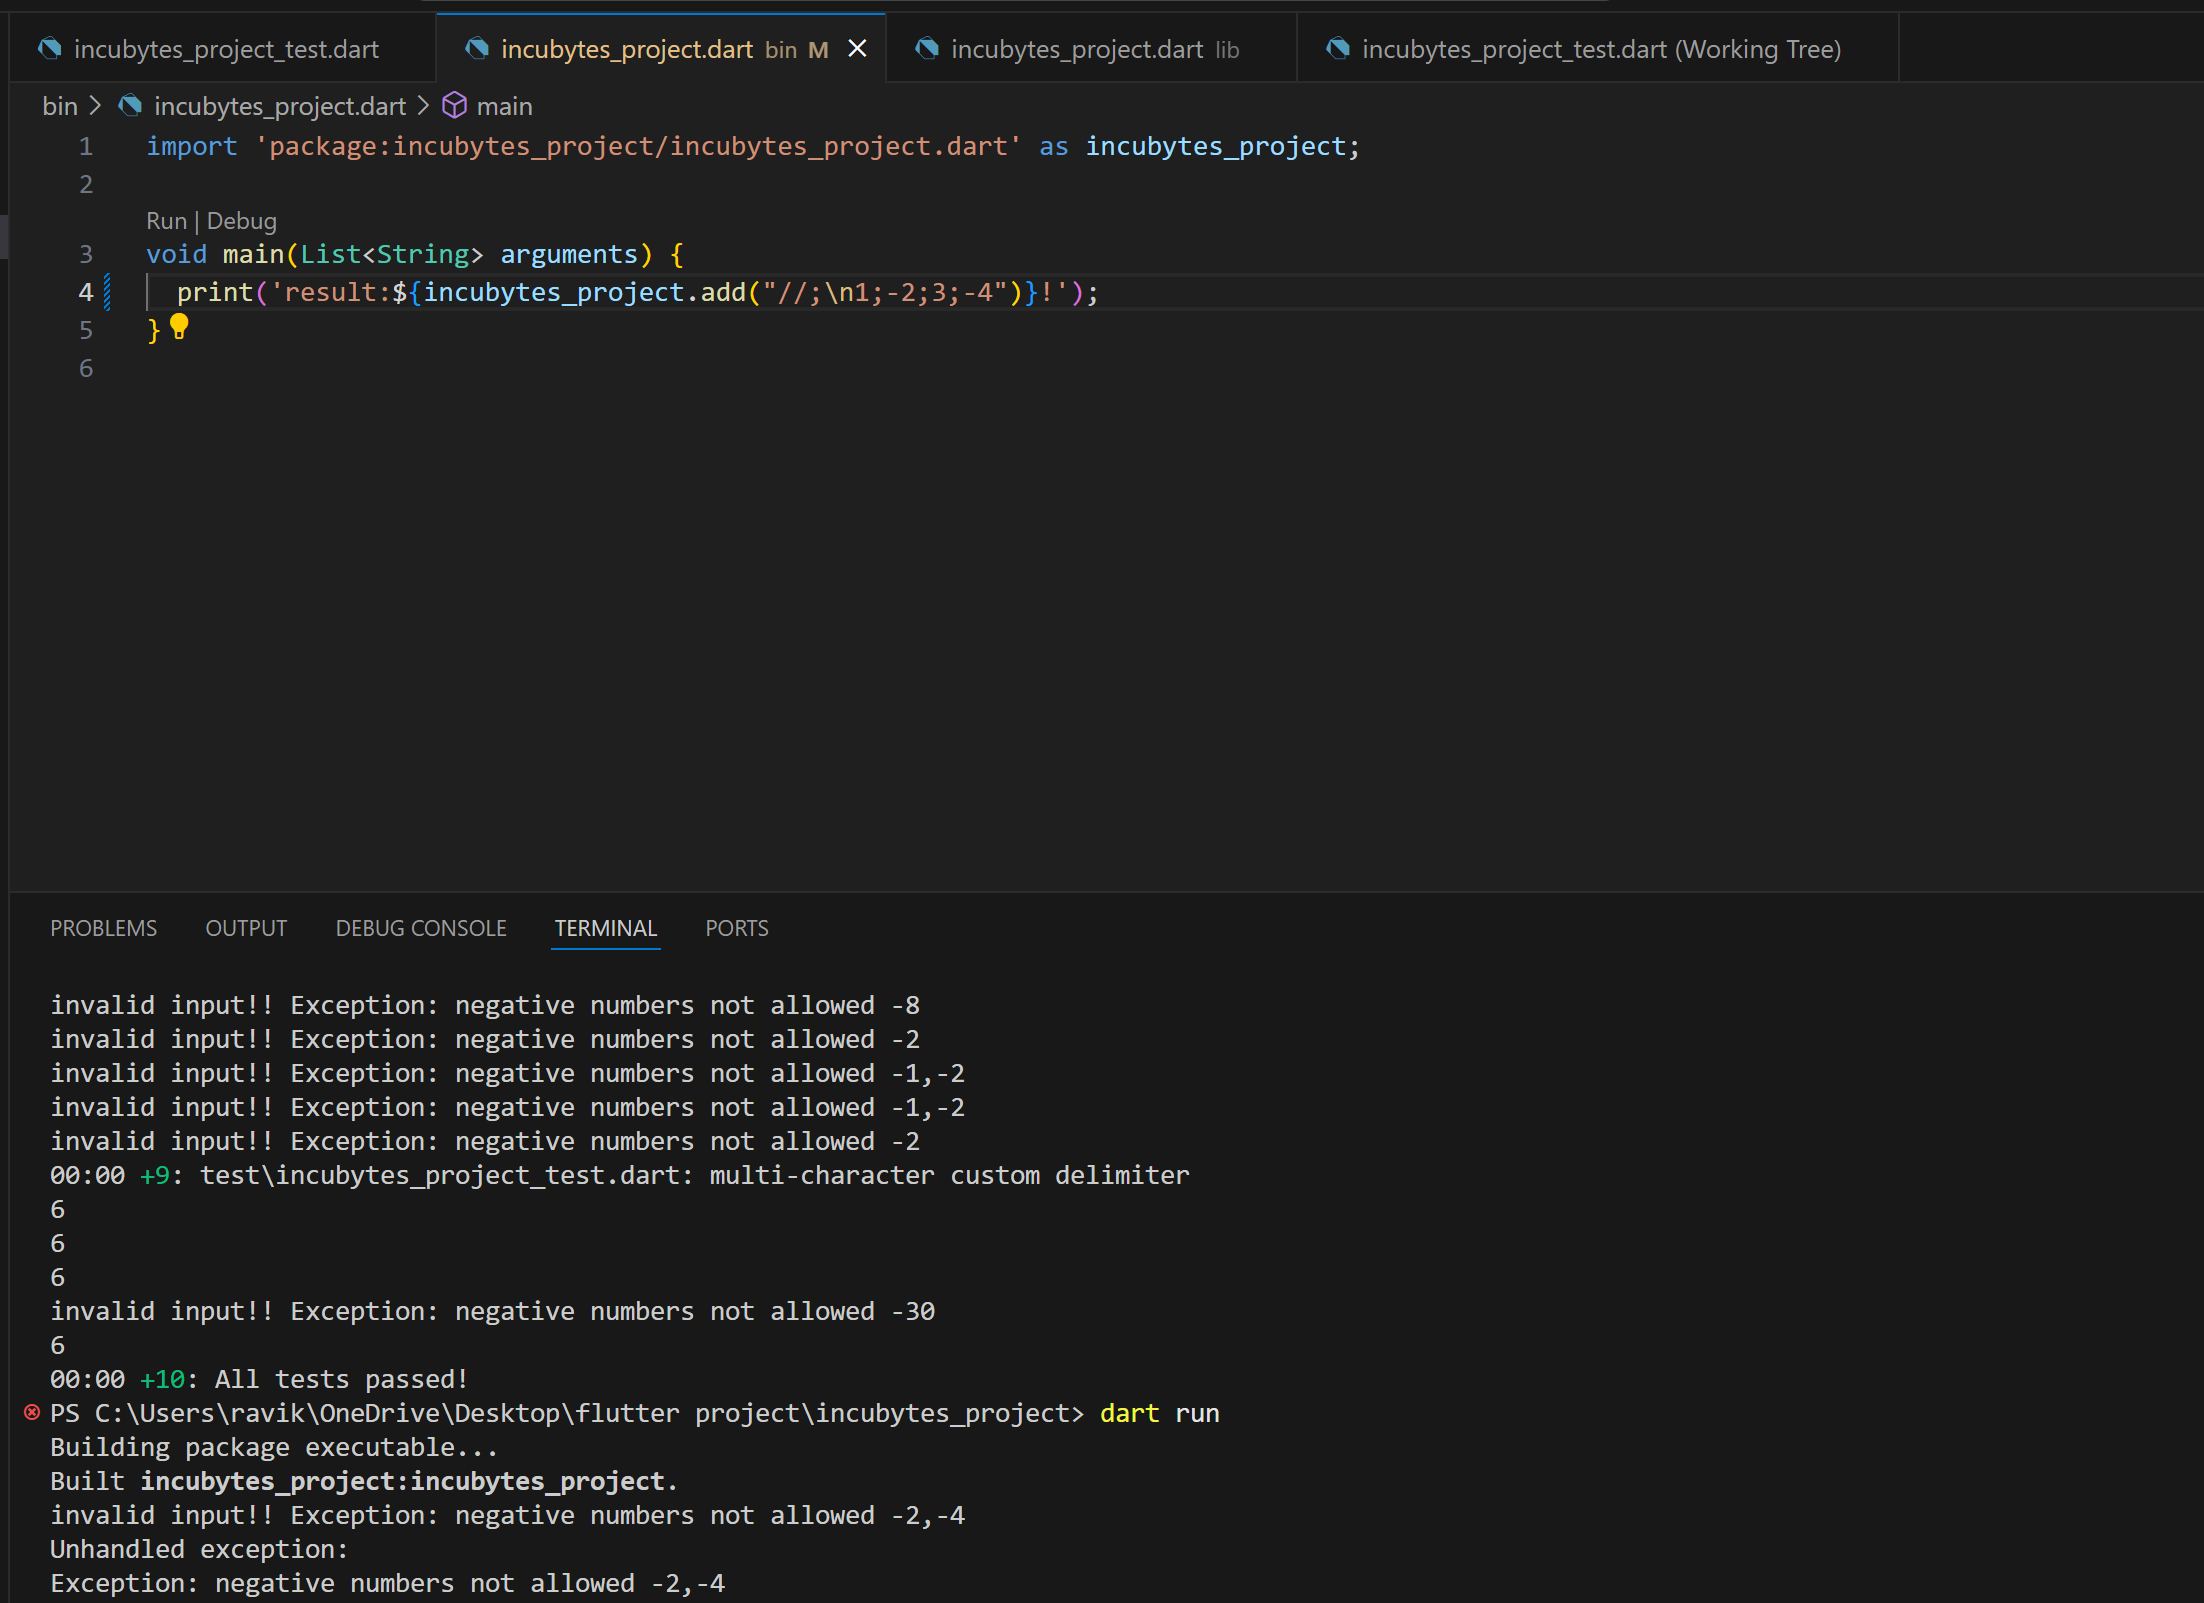 incubytes_project_test.dart
incubytes_project.dart bin M
incubytes_project.dart lib
incubytes_project_test.dart (Working Tree)
bin > incubytes_project.dart > main
1 import 'package:incubytes_project/incubytes_project.dart' as incubytes_project;
2
Run | Debug
3 void main(List<String> arguments) {
4 print('result:${incubytes_project.add("//;\n1;-2;3;-4")}!');
5 }
6
PROBLEMS OUTPUT DEBUG CONSOLE TERMINAL PORTS
invalid input!! Exception: negative numbers not allowed -8
invalid input!! Exception: negative numbers not allowed -2
invalid input!! Exception: negative numbers not allowed -1,-2
invalid input!! Exception: negative numbers not allowed -1,-2
invalid input!! Exception: negative numbers not allowed -2
00:00 +9: test\incubytes_project_test.dart: multi-character custom delimiter
6
6
6
invalid input!! Exception: negative numbers not allowed -30
6
00:00 +10: All tests passed!
PS C:\Users\ravik\OneDrive\Desktop\flutter project\incubytes_project> dart run
Building package executable...
Built incubytes_project:incubytes_project.
invalid input!! Exception: negative numbers not allowed -2,-4
Unhandled exception:
Exception: negative numbers not allowed -2,-4